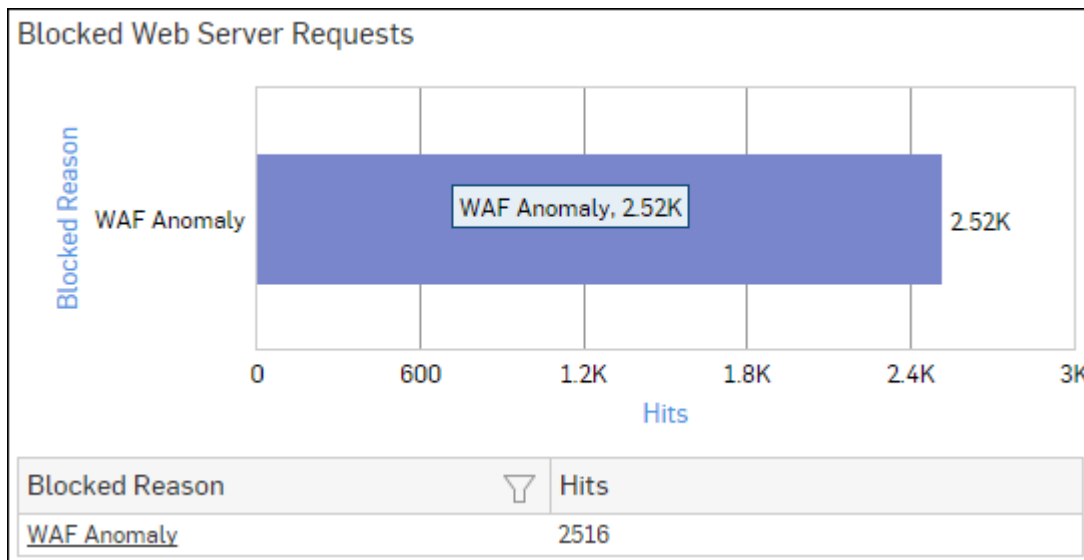 Blocked Web Server Requests
Blocked Reason
WAF Anomaly
WAF Anomaly, 2.52K
2.52K
0 600 1.2K 1.8K 2.4K 3K
Hits
Blocked Reason Hits
WAF Anomaly 2516